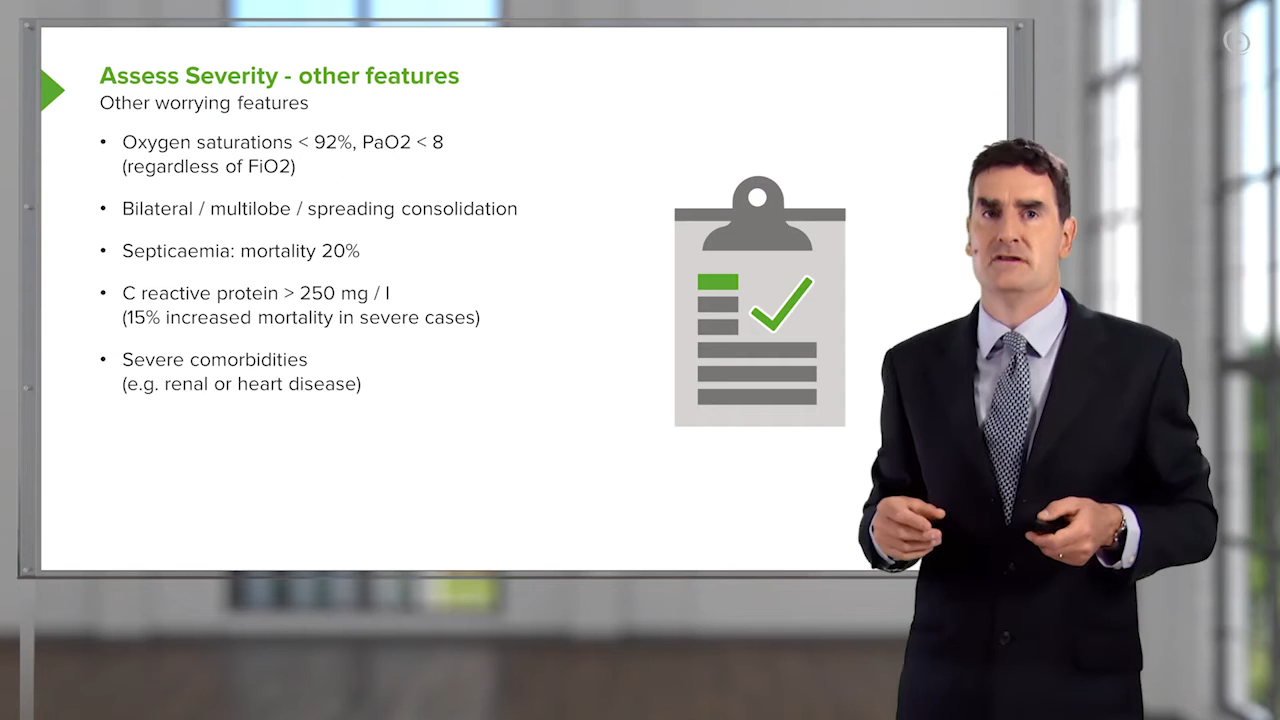 Assess Severity - other features
Other worrying features
• Oxygen saturations < 92%, PaO2 < 8
(regardless of FiO2)
• Bilateral / multilobe / spreading consolidation
• Septicaemia: mortality 20%
• C reactive protein > 250 mg / l
(15% increased mortality in severe cases)
• Severe comorbidities
(e.g. renal or heart disease)